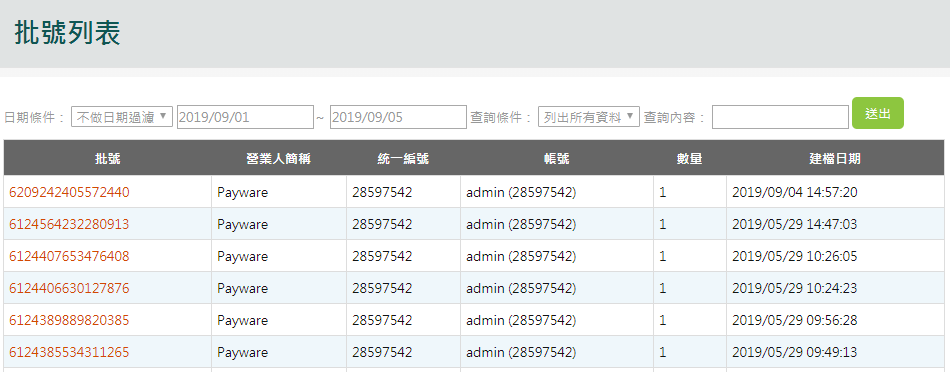 批號列表
日期條件： 不做日期過濾 2019/09/01 ~ 2019/09/05 查詢條件： 列出所有資料 查詢內容： 送出
批號 營業人簡稱 統一編號 帳號 數量 建檔日期
6209242405572440 Payware 28597542 admin (28597542) 1 2019/09/04 14:57:20
6124564232280913 Payware 28597542 admin (28597542) 1 2019/05/29 14:47:03
6124407653476408 Payware 28597542 admin (28597542) 1 2019/05/29 10:26:05
6124406630127876 Payware 28597542 admin (28597542) 1 2019/05/29 10:24:23
6124389889820385 Payware 28597542 admin (28597542) 1 2019/05/29 09:56:28
6124385534311265 Payware 28597542 admin (28597542) 1 2019/05/29 09:49:13